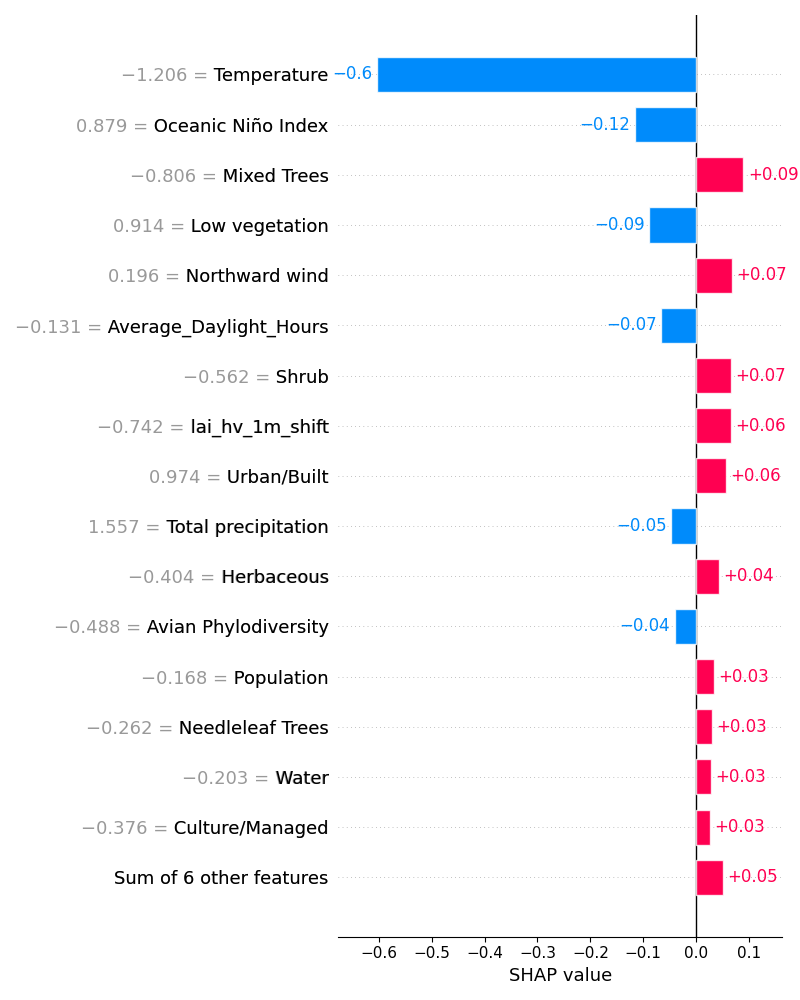 −1.206 = Temperature −0.6
0.879 = Oceanic Niño Index −0.12
−0.806 = Mixed Trees +0.09
0.914 = Low vegetation −0.09
0.196 = Northward wind +0.07
−0.131 = Average_Daylight_Hours −0.07
−0.562 = Shrub +0.07
−0.742 = lai_hv_1m_shift +0.06
0.974 = Urban/Built +0.06
1.557 = Total precipitation −0.05
−0.404 = Herbaceous +0.04
−0.488 = Avian Phylodiversity −0.04
−0.168 = Population +0.03
−0.262 = Needleleaf Trees +0.03
−0.203 = Water +0.03
−0.376 = Culture/Managed +0.03
Sum of 6 other features +0.05
−0.6 −0.5 −0.4 −0.3 −0.2 −0.1 0.0 0.1
SHAP value